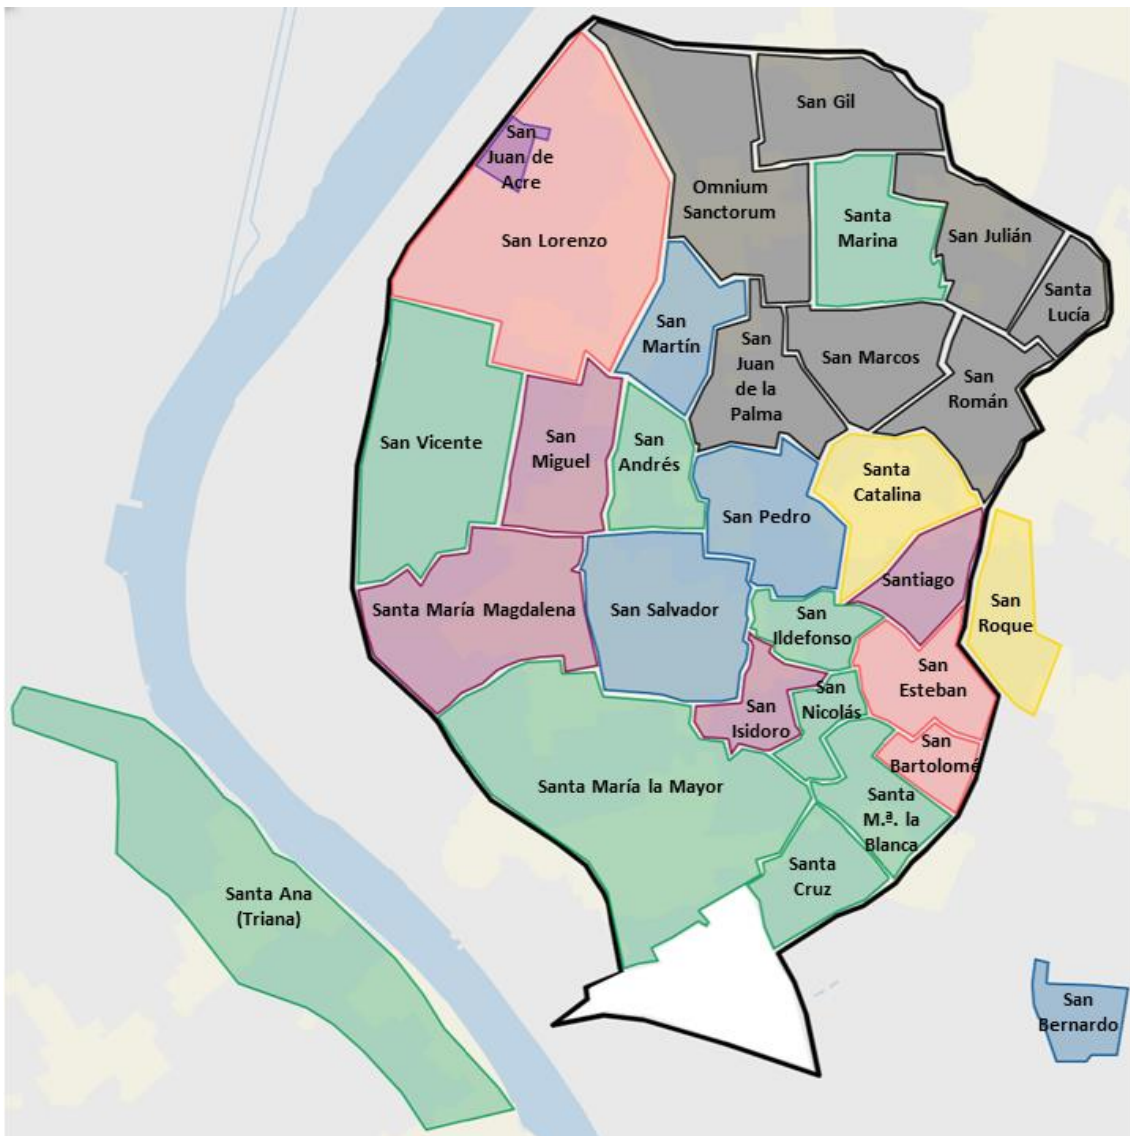 San Gil
San
Juan de
Acre
Omnium
Sanctorum
Santa
Marina
San Lorenzo
San Julián
Santa
Lucía
San
Martín
San
Juan
de la
Palma
San Marcos
San
Román
San Vicente
San
Miguel
San
Andrés
Santa
Catalina
San Pedro
Santiago
San
Roque
Santa María Magdalena
San Salvador
San
Ildefonso
San
Esteban
San
Nicolás
San
Isidoro
San
Bartolomé
Santa María la Mayor
Santa
M.ª. la
Blanca
Santa
Cruz
Santa Ana
(Triana)
San
Bernardo